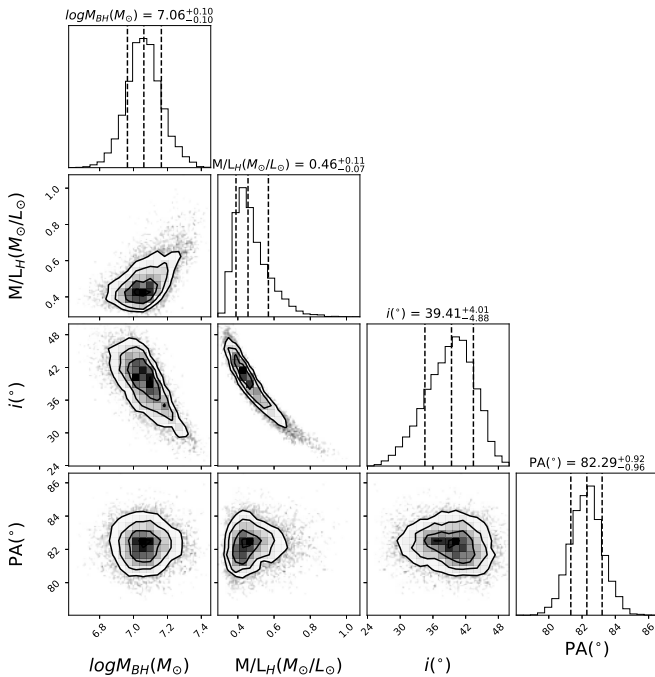 logM_BH(M_⊙) = 7.06^{+0.10}_{−0.10}
M/L_H(M_⊙/L_⊙) = 0.46^{+0.11}_{−0.07}
M/L_H(M_⊙/L_⊙)
1.0
0.8
0.6
0.4
i(°) = 39.41^{+4.01}_{−4.88}
i(°)
48
42
36
30
24
PA(°) = 82.29^{+0.92}_{−0.96}
PA(°)
86
84
82
80
6.8 7.0 7.2 7.4 0.4 0.6 0.8 1.0 24 30 36 42 48 80 82 84 86
logM_BH(M_⊙) M/L_H(M_⊙/L_⊙) i(°) PA(°)